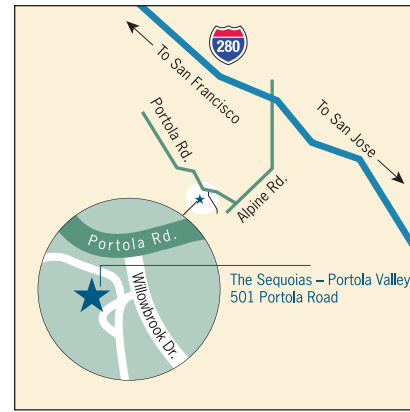 280
To San Francisco
To San Jose
Portola Rd.
Alpine Rd.
Portola Rd.
Willowbrook Dr.
The Sequoias – Portola Valley
501 Portola Road